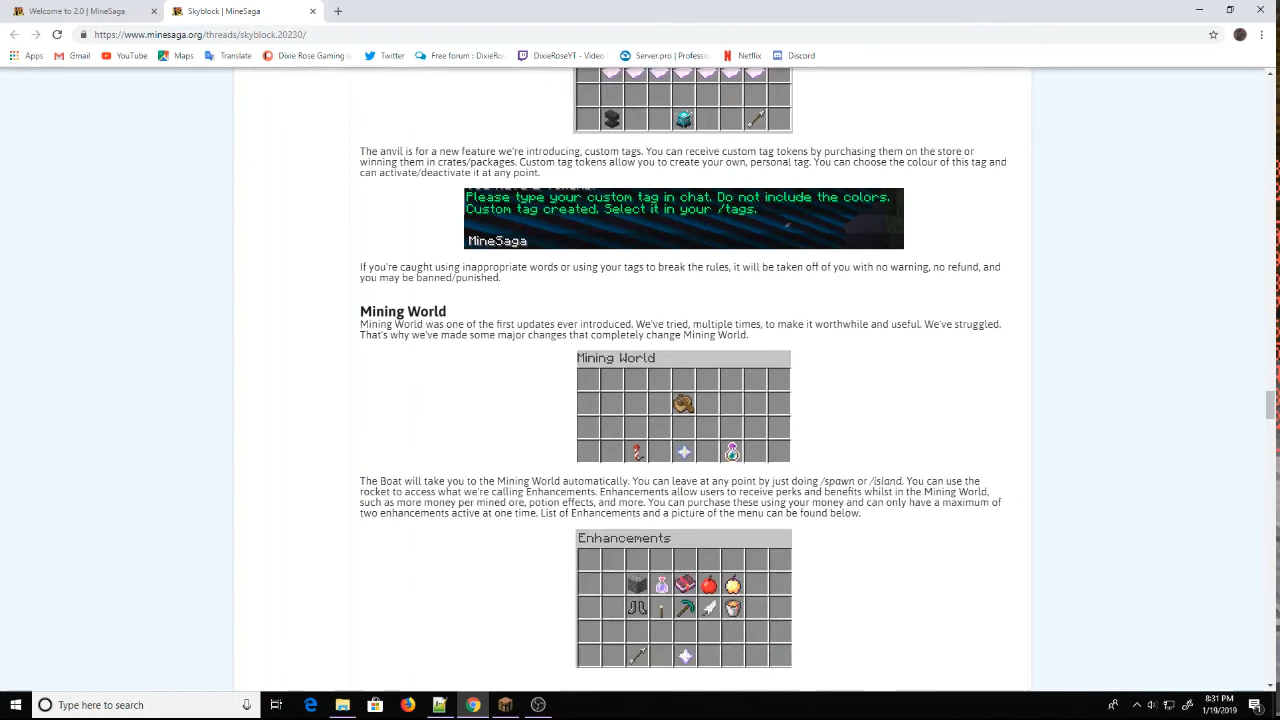 Welcome to 2.0 | MineSaga
Skyblock | MineSaga
https://www.minesaga.org/threads/skyblock.20230/
Apps
Gmail
YouTube
Maps
Translate
Dixie Rose Gaming is
Twitter
Free forum : DixieRos
DixieRoseYT - Video
Server.pro | Professio
Netflix
Discord
The anvil is for a new feature we're introducing, custom tags. You can receive custom tag tokens by purchasing them on the store or
winning them in crates/packages. Custom tag tokens allow you to create your own, personal tag. You can choose the colour of this tag and
can activate/deactivate it at any point.
Please type your custom tag in chat. Do not include the colors.
Custom tag created. Select it in your /tags.
MineSaga
If you're caught using inappropriate words or using your tags to break the rules, it will be taken off of you with no warning, no refund, and
you may be banned/punished.
Mining World
Mining World was one of the first updates ever introduced. We've tried, multiple times, to make it worthwhile and useful. We've struggled.
That's why we've made some major changes that completely change Mining World.
Mining World
The Boat will take you to the Mining World automatically. You can leave at any point by just doing /spawn or /island. You can use the
rocket to access what we're calling Enhancements. Enhancements allow users to receive perks and benefits whilst in the Mining World,
such as more money per mined ore, potion effects, and more. You can purchase these using your money and can only have a maximum of
two enhancements active at one time. List of Enhancements and a picture of the menu can be found below.
Enhancements
Type here to search
8:31 PM
1/19/2019